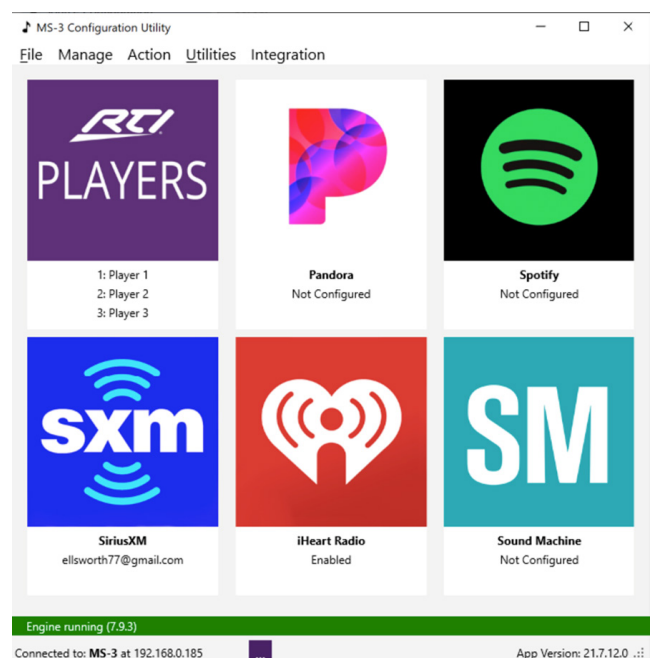 MS-3 Configuration Utility
File Manage Action Utilities Integration
RTI
PLAYERS
1: Player 1
2: Player 2
3: Player 3
Pandora
Not Configured
Spotify
Not Configured
sxm
SiriusXM
ellsworth77@gmail.com
iHeart Radio
Enabled
SM
Sound Machine
Not Configured
Engine running (7.9.3)
Connected to: MS-3 at 192.168.0.185
...
App Version: 21.7.12.0